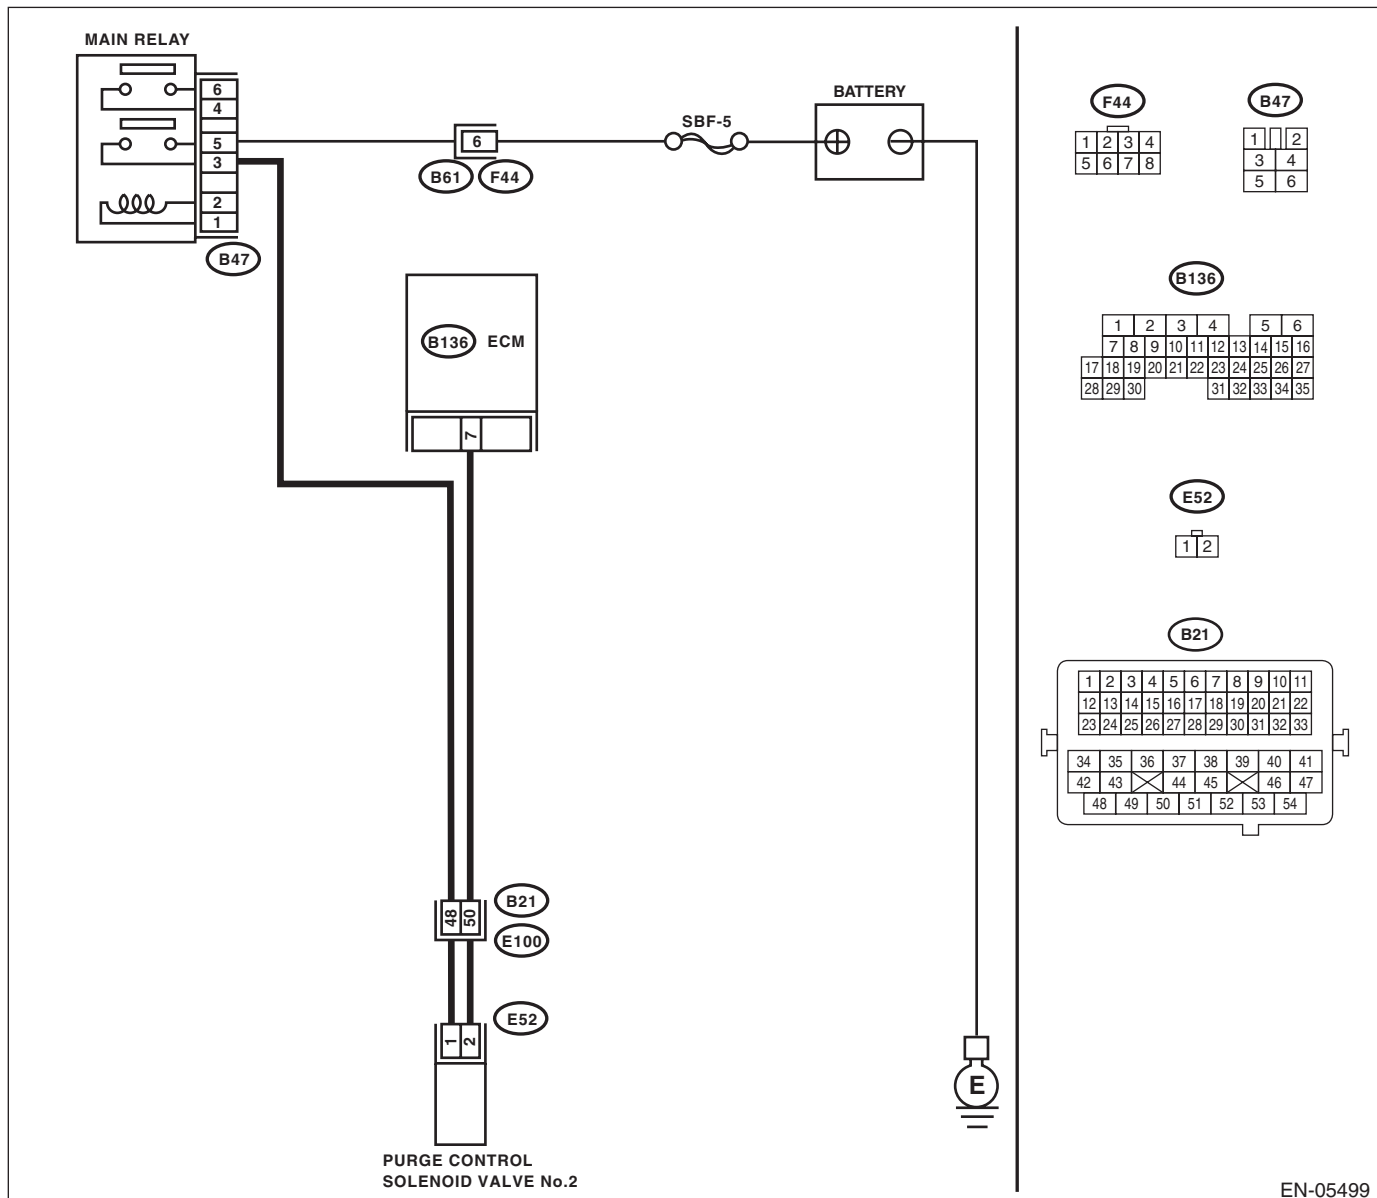 MAIN RELAY
6
4
5
3
2
1
B47
6
B61 F44
SBF-5
BATTERY
B136 ECM
7
48 50
B21
E100
E52
1 2
PURGE CONTROL
SOLENOID VALVE No.2
E
F44
1 2 3 4
5 6 7 8
B47
1 2
3 4
5 6
B136
1 2 3 4 5 6
7 8 9 10 11 12 13 14 15 16
17 18 19 20 21 22 23 24 25 26 27
28 29 30 31 32 33 34 35
E52
1 2
B21
1 2 3 4 5 6 7 8 9 10 11
12 13 14 15 16 17 18 19 20 21 22
23 24 25 26 27 28 29 30 31 32 33
34 35 36 37 38 39 40 41
42 43 44 45 46 47
48 49 50 51 52 53 54
EN-05499